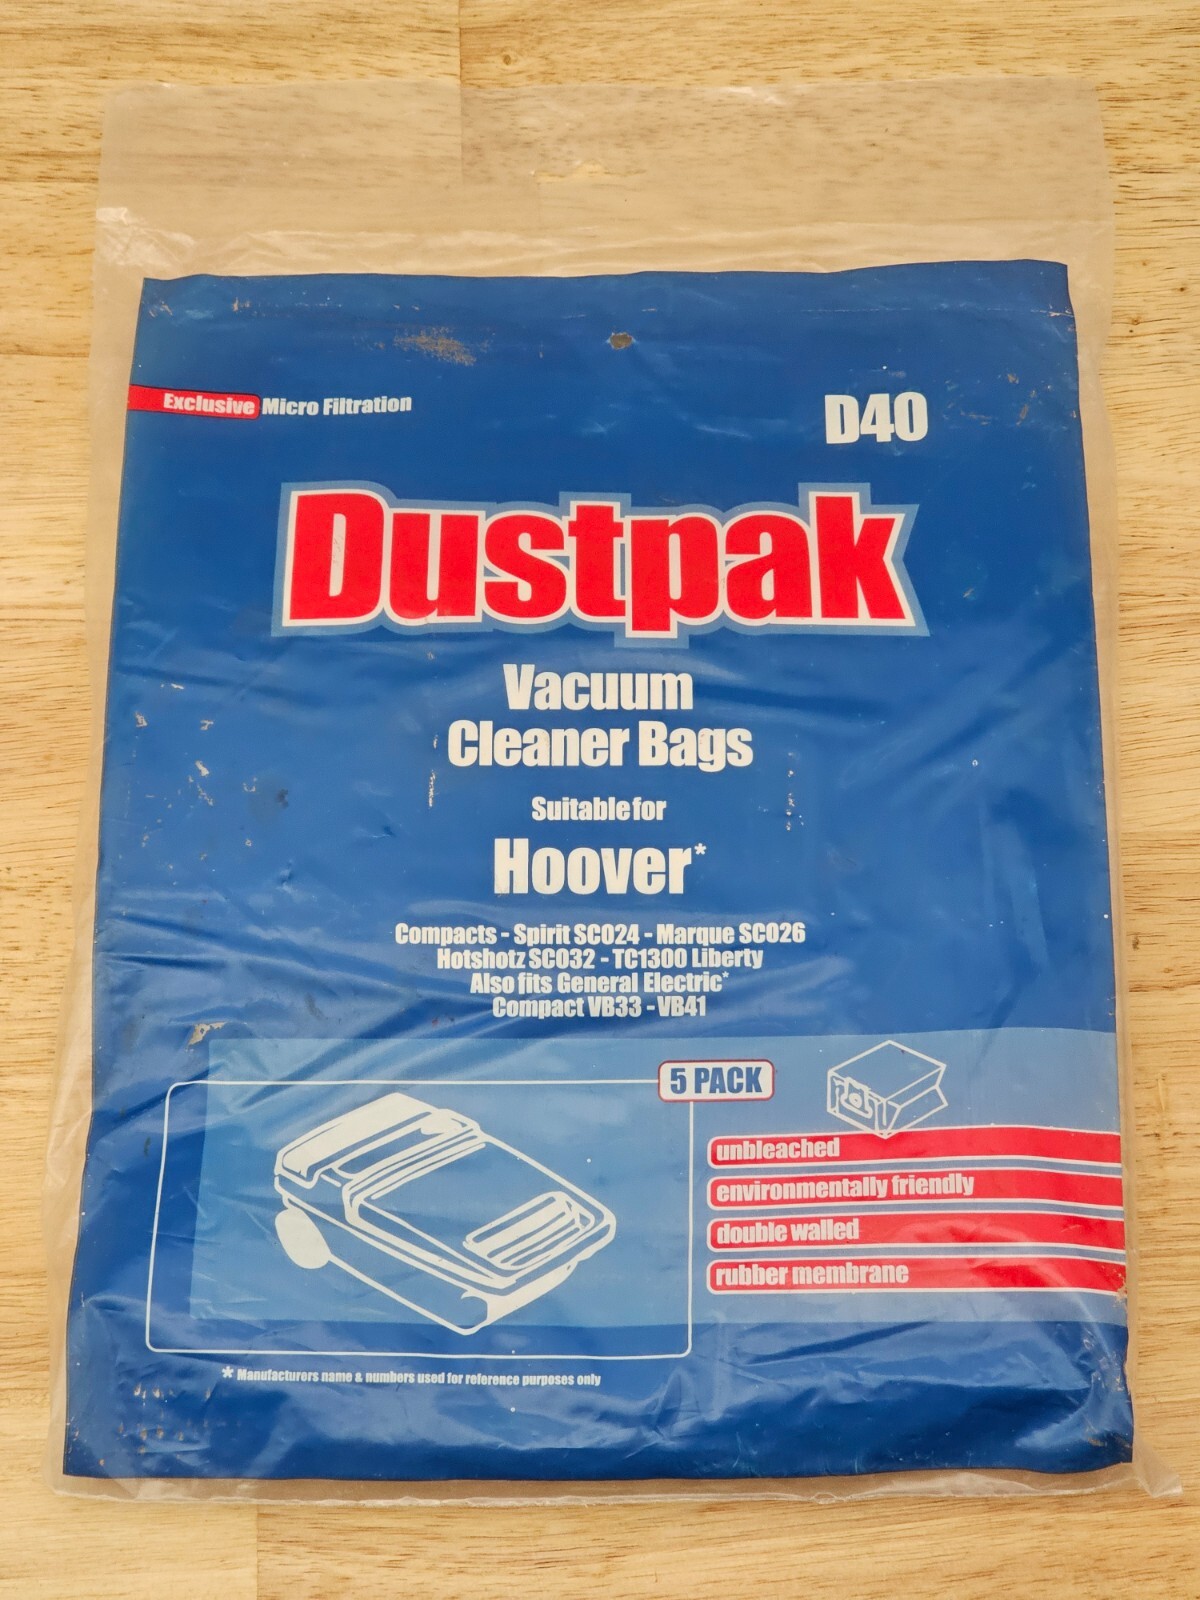 Exclusive Micro Filtration
D40
Dustpak
Vacuum
Cleaner Bags
Suitable for
Hoover*
Compacts - Spirit SC024 - Marque SC026
Hotshotz SC032 - TC1300 Liberty
Also fits General Electric*
Compact VB33 - VB41
5 PACK
unbleached
environmentally friendly
double walled
rubber membrane
* Manufacturers name & numbers used for reference purposes only